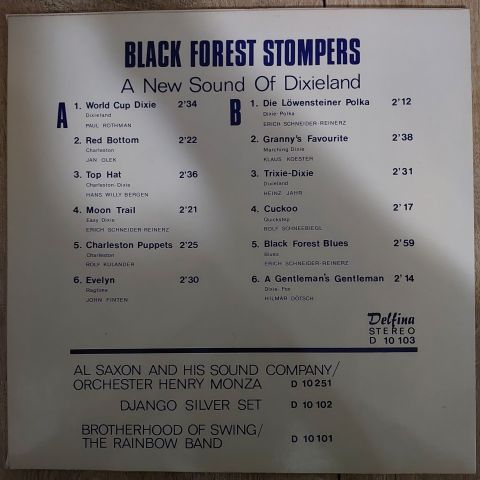 BLACK FOREST STOMPERS
A New Sound Of Dixieland
A
1. World Cup Dixie 2'34
Dixieland
PAUL ROTHMAN
2. Red Bottom 2'22
Charleston
JAN OLEK
3. Top Hat 2'36
Charleston-Dixie
HANS WILLY BERGEN
4. Moon Trail 2'21
Easy Dixie
ERICH SCHNEIDER-REINERZ
5. Charleston Puppets 2'25
Charleston
ROLF KULANDER
6. Evelyn 2'30
Ragtime
JOHN FINTEN
B
1. Die Löwensteiner Polka 2'12
Dixie-Polka
ERICH SCHNEIDER-REINERZ
2. Granny's Favourite 2'38
Marching Dixie
KLAUS KOESTER
3. Trixie-Dixie 2'31
Dixieland
HEINZ JAHR
4. Cuckoo 2'17
Quickstep
ROLF SCHNEEBIEGL
5. Black Forest Blues 2'59
Blues
ERICH SCHNEIDER-REINERZ
6. A Gentleman's Gentleman 2'14
Dixie-Fox
HILMAR DÖTSCH
Delfina
STEREO
D 10 103
AL SAXON AND HIS SOUND COMPANY/
ORCHESTER HENRY MONZA D 10 251
DJANGO SILVER SET D 10 102
BROTHERHOOD OF SWING/
THE RAINBOW BAND D 10 101